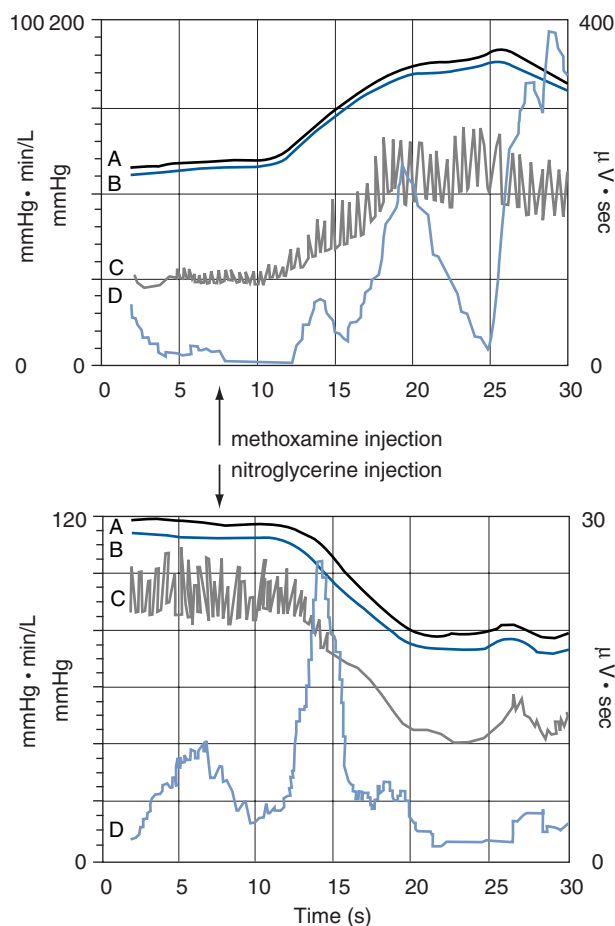 100 200 400
A
B
mmHg • min/L
mmHg
μ V • sec
C
D
0 0 0
0 5 10 15 20 25 30
methoxamine injection
nitroglycerine injection
120 30
A
B
C
mmHg • min/L
mmHg
μ V • sec
D
0 0
0 5 10 15 20 25 30
Time (s)